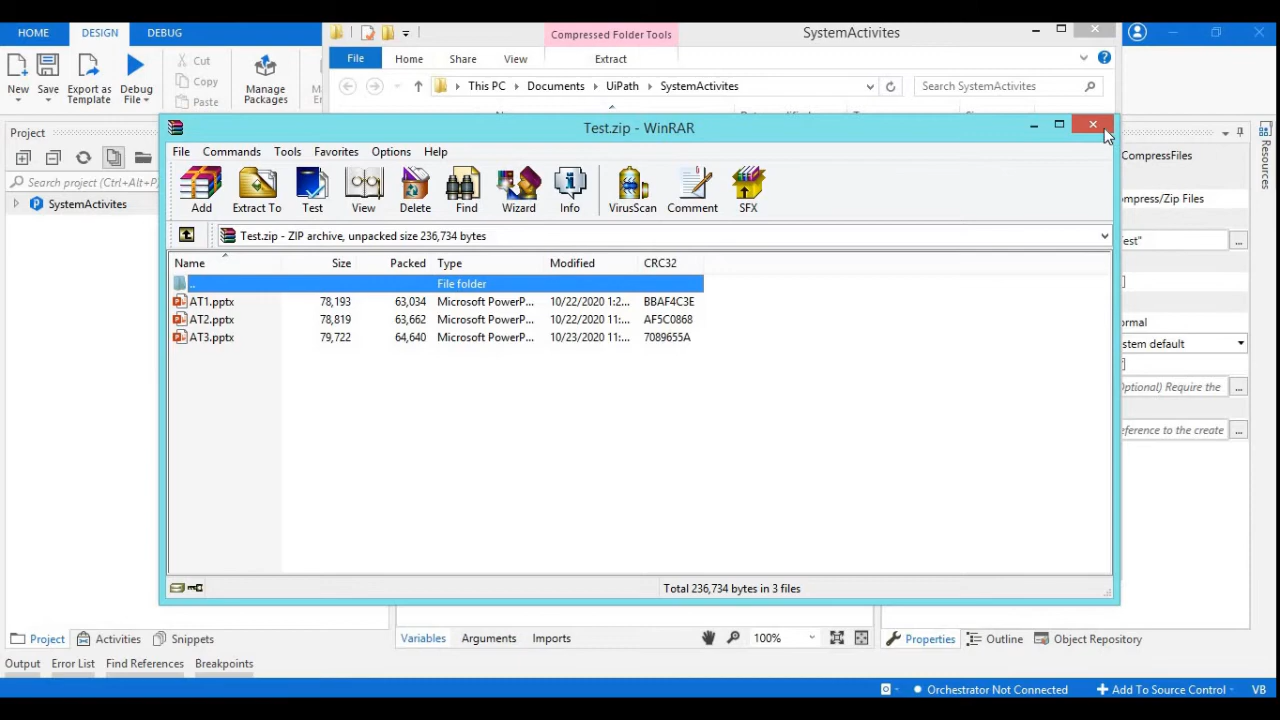 HOME DESIGN DEBUG
Compressed Folder Tools SystemActivites
New Save Export as Template Debug File Cut Copy Paste Manage Packages
File Home Share View Extract
This PC Documents UiPath SystemActivites Search SystemActivites
Project
Search project (Ctrl+Alt+P)
SystemActivites
Test.zip - WinRAR
File Commands Tools Favorites Options Help
Add Extract To Test View Delete Find Wizard Info VirusScan Comment SFX
Test.zip - ZIP archive, unpacked size 236,734 bytes
Name Size Packed Type Modified CRC32
.. File folder
AT1.pptx 78,193 63,034 Microsoft PowerP... 10/22/2020 1:2... BBAF4C3E
AT2.pptx 78,819 63,662 Microsoft PowerP... 10/22/2020 11:... AF5C0868
AT3.pptx 79,722 64,640 Microsoft PowerP... 10/23/2020 11:... 7089655A
Total 236,734 bytes in 3 files
CompressFiles
ompress/Zip Files
est" ...
ormal
stem default
Optional) Require the ...
eference to the create ...
Resources
Project Activities Snippets
Variables Arguments Imports 100%
Properties Outline Object Repository
Output Error List Find References Breakpoints
Orchestrator Not Connected Add To Source Control VB